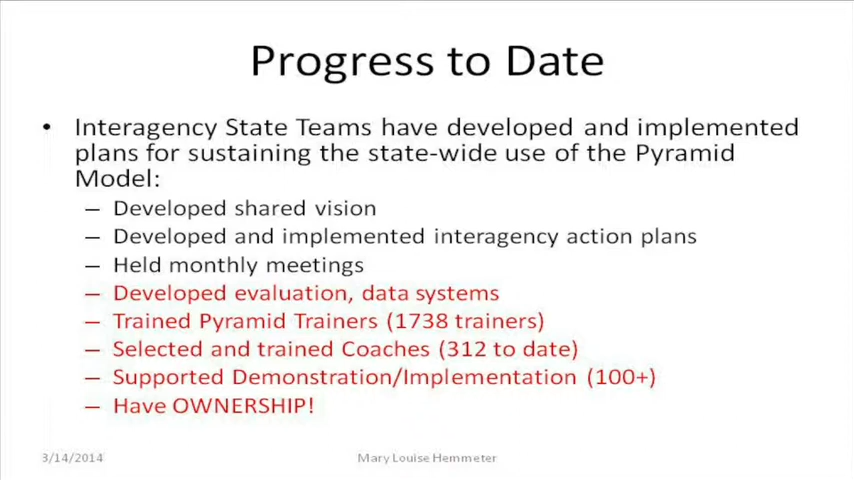 Progress to Date
• Interagency State Teams have developed and implemented
plans for sustaining the state-wide use of the Pyramid
Model:
– Developed shared vision
– Developed and implemented interagency action plans
– Held monthly meetings
– Developed evaluation, data systems
– Trained Pyramid Trainers (1738 trainers)
– Selected and trained Coaches (312 to date)
– Supported Demonstration/Implementation (100+)
– Have OWNERSHIP!
3/14/2014 Mary Louise Hemmeter